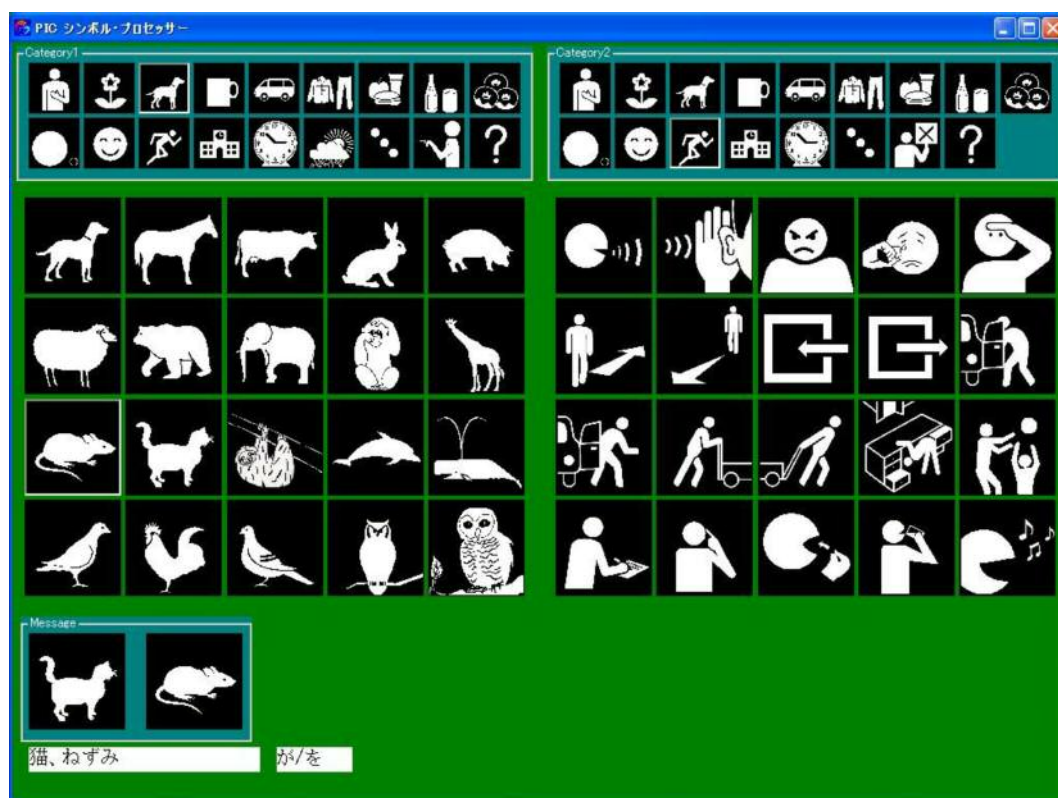 PIC シンボル・プロセッサー
Category1
Category2
Message
猫、ねずみ
が/を